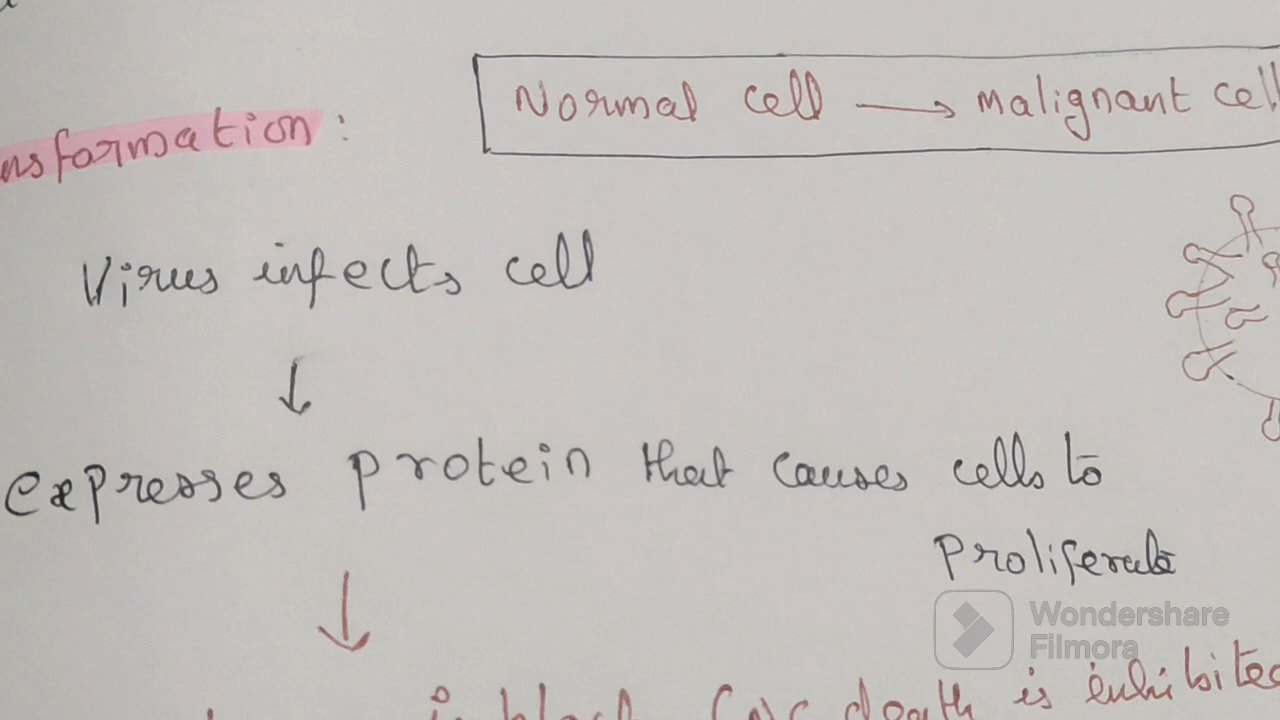 Normal cell → malignant cell
nsformation:
Virus infects cell
↓
expresses protein that causes cells to
proliferate
↓
Wondershare
Filmora
death is inhibited